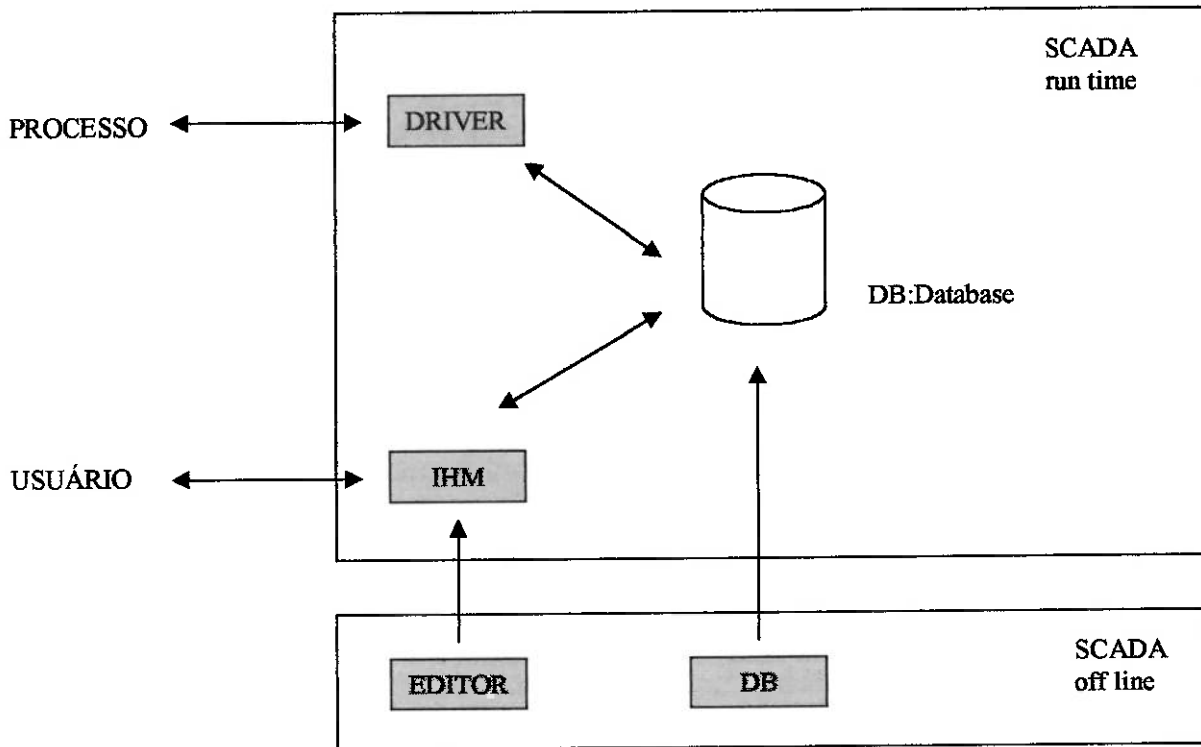 SCADA
run time
PROCESSO
DRIVER
DB:Database
USUÁRIO
IHM
SCADA
off line
EDITOR
DB